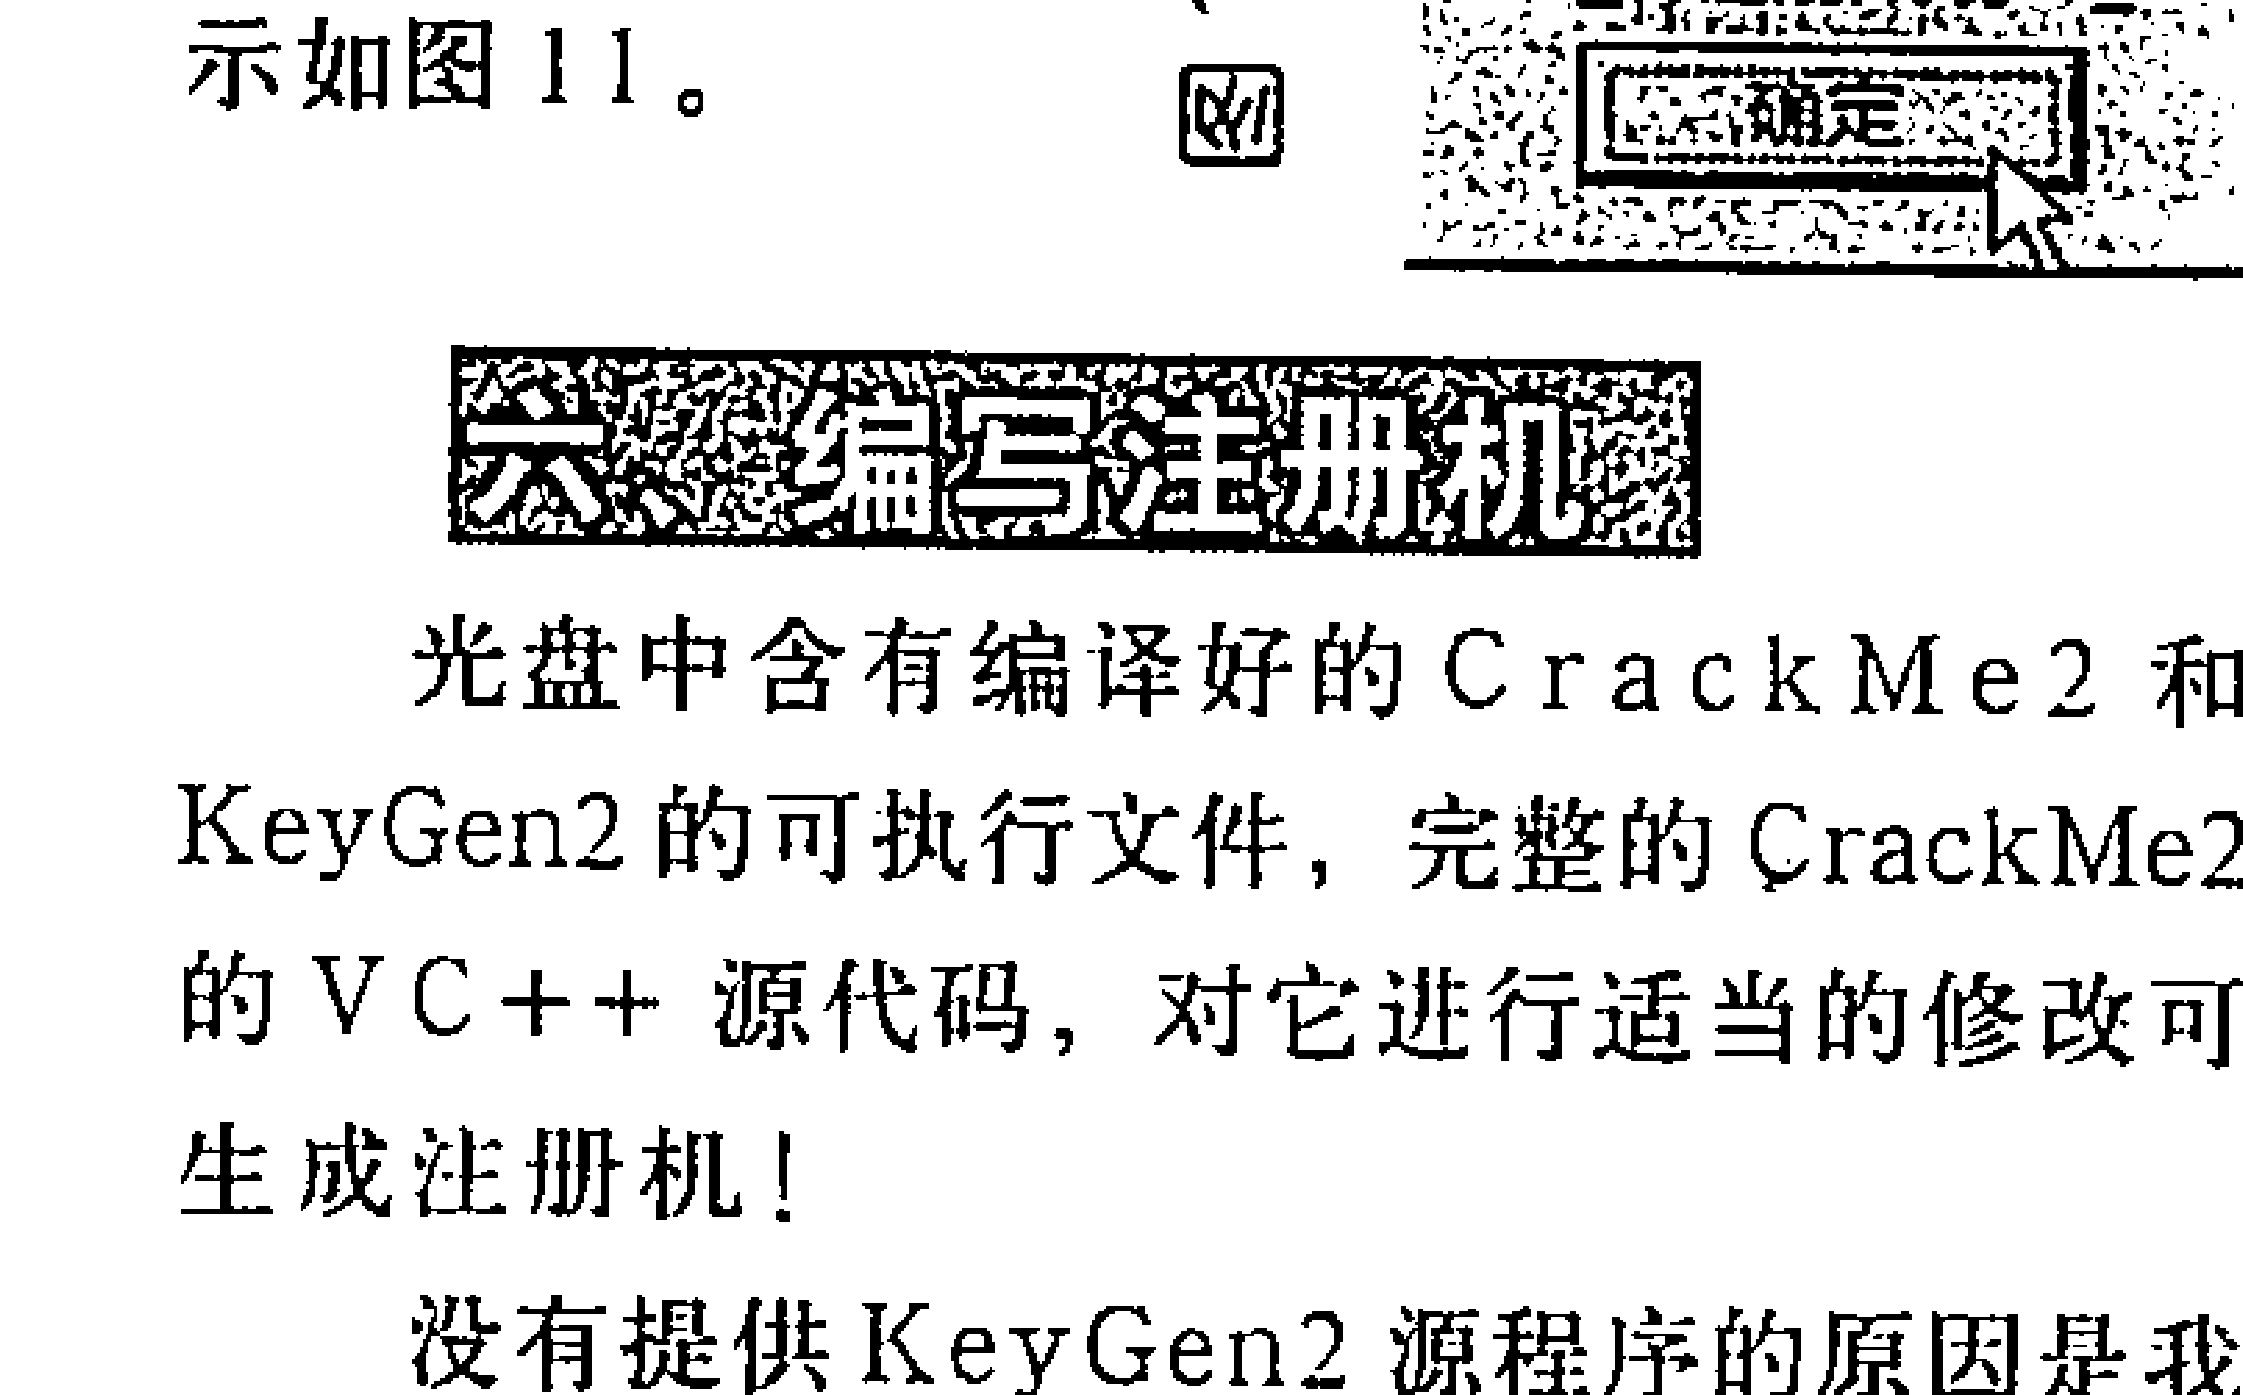 示如图 11。
确定
六、编写注册机
光盘中含有编译好的 CrackMe2 和
KeyGen2 的可执行文件，完整的 CrackMe2
的 VC++ 源代码，对它进行适当的修改可
生成注册机！
没有提供 KeyGen2 源程序的原因是我